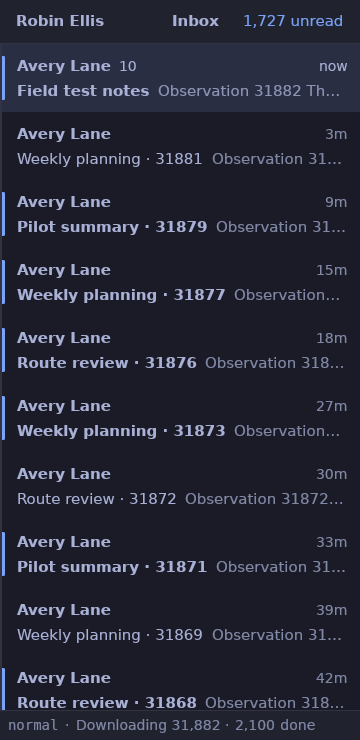 Robin Ellis Inbox 1,727 unread
Avery Lane 10 now
Field test notes Observation 31882 Th…
Avery Lane 3m
Weekly planning · 31881 Observation 31…
Avery Lane 9m
Pilot summary · 31879 Observation 31…
Avery Lane 15m
Weekly planning · 31877 Observation…
Avery Lane 18m
Route review · 31876 Observation 318…
Avery Lane 27m
Weekly planning · 31873 Observation…
Avery Lane 30m
Route review · 31872 Observation 31872…
Avery Lane 33m
Pilot summary · 31871 Observation 31…
Avery Lane 39m
Weekly planning · 31869 Observation 31…
Avery Lane 42m
Route review · 31868 Observation 318…
normal · Downloading 31,882 · 2,100 done